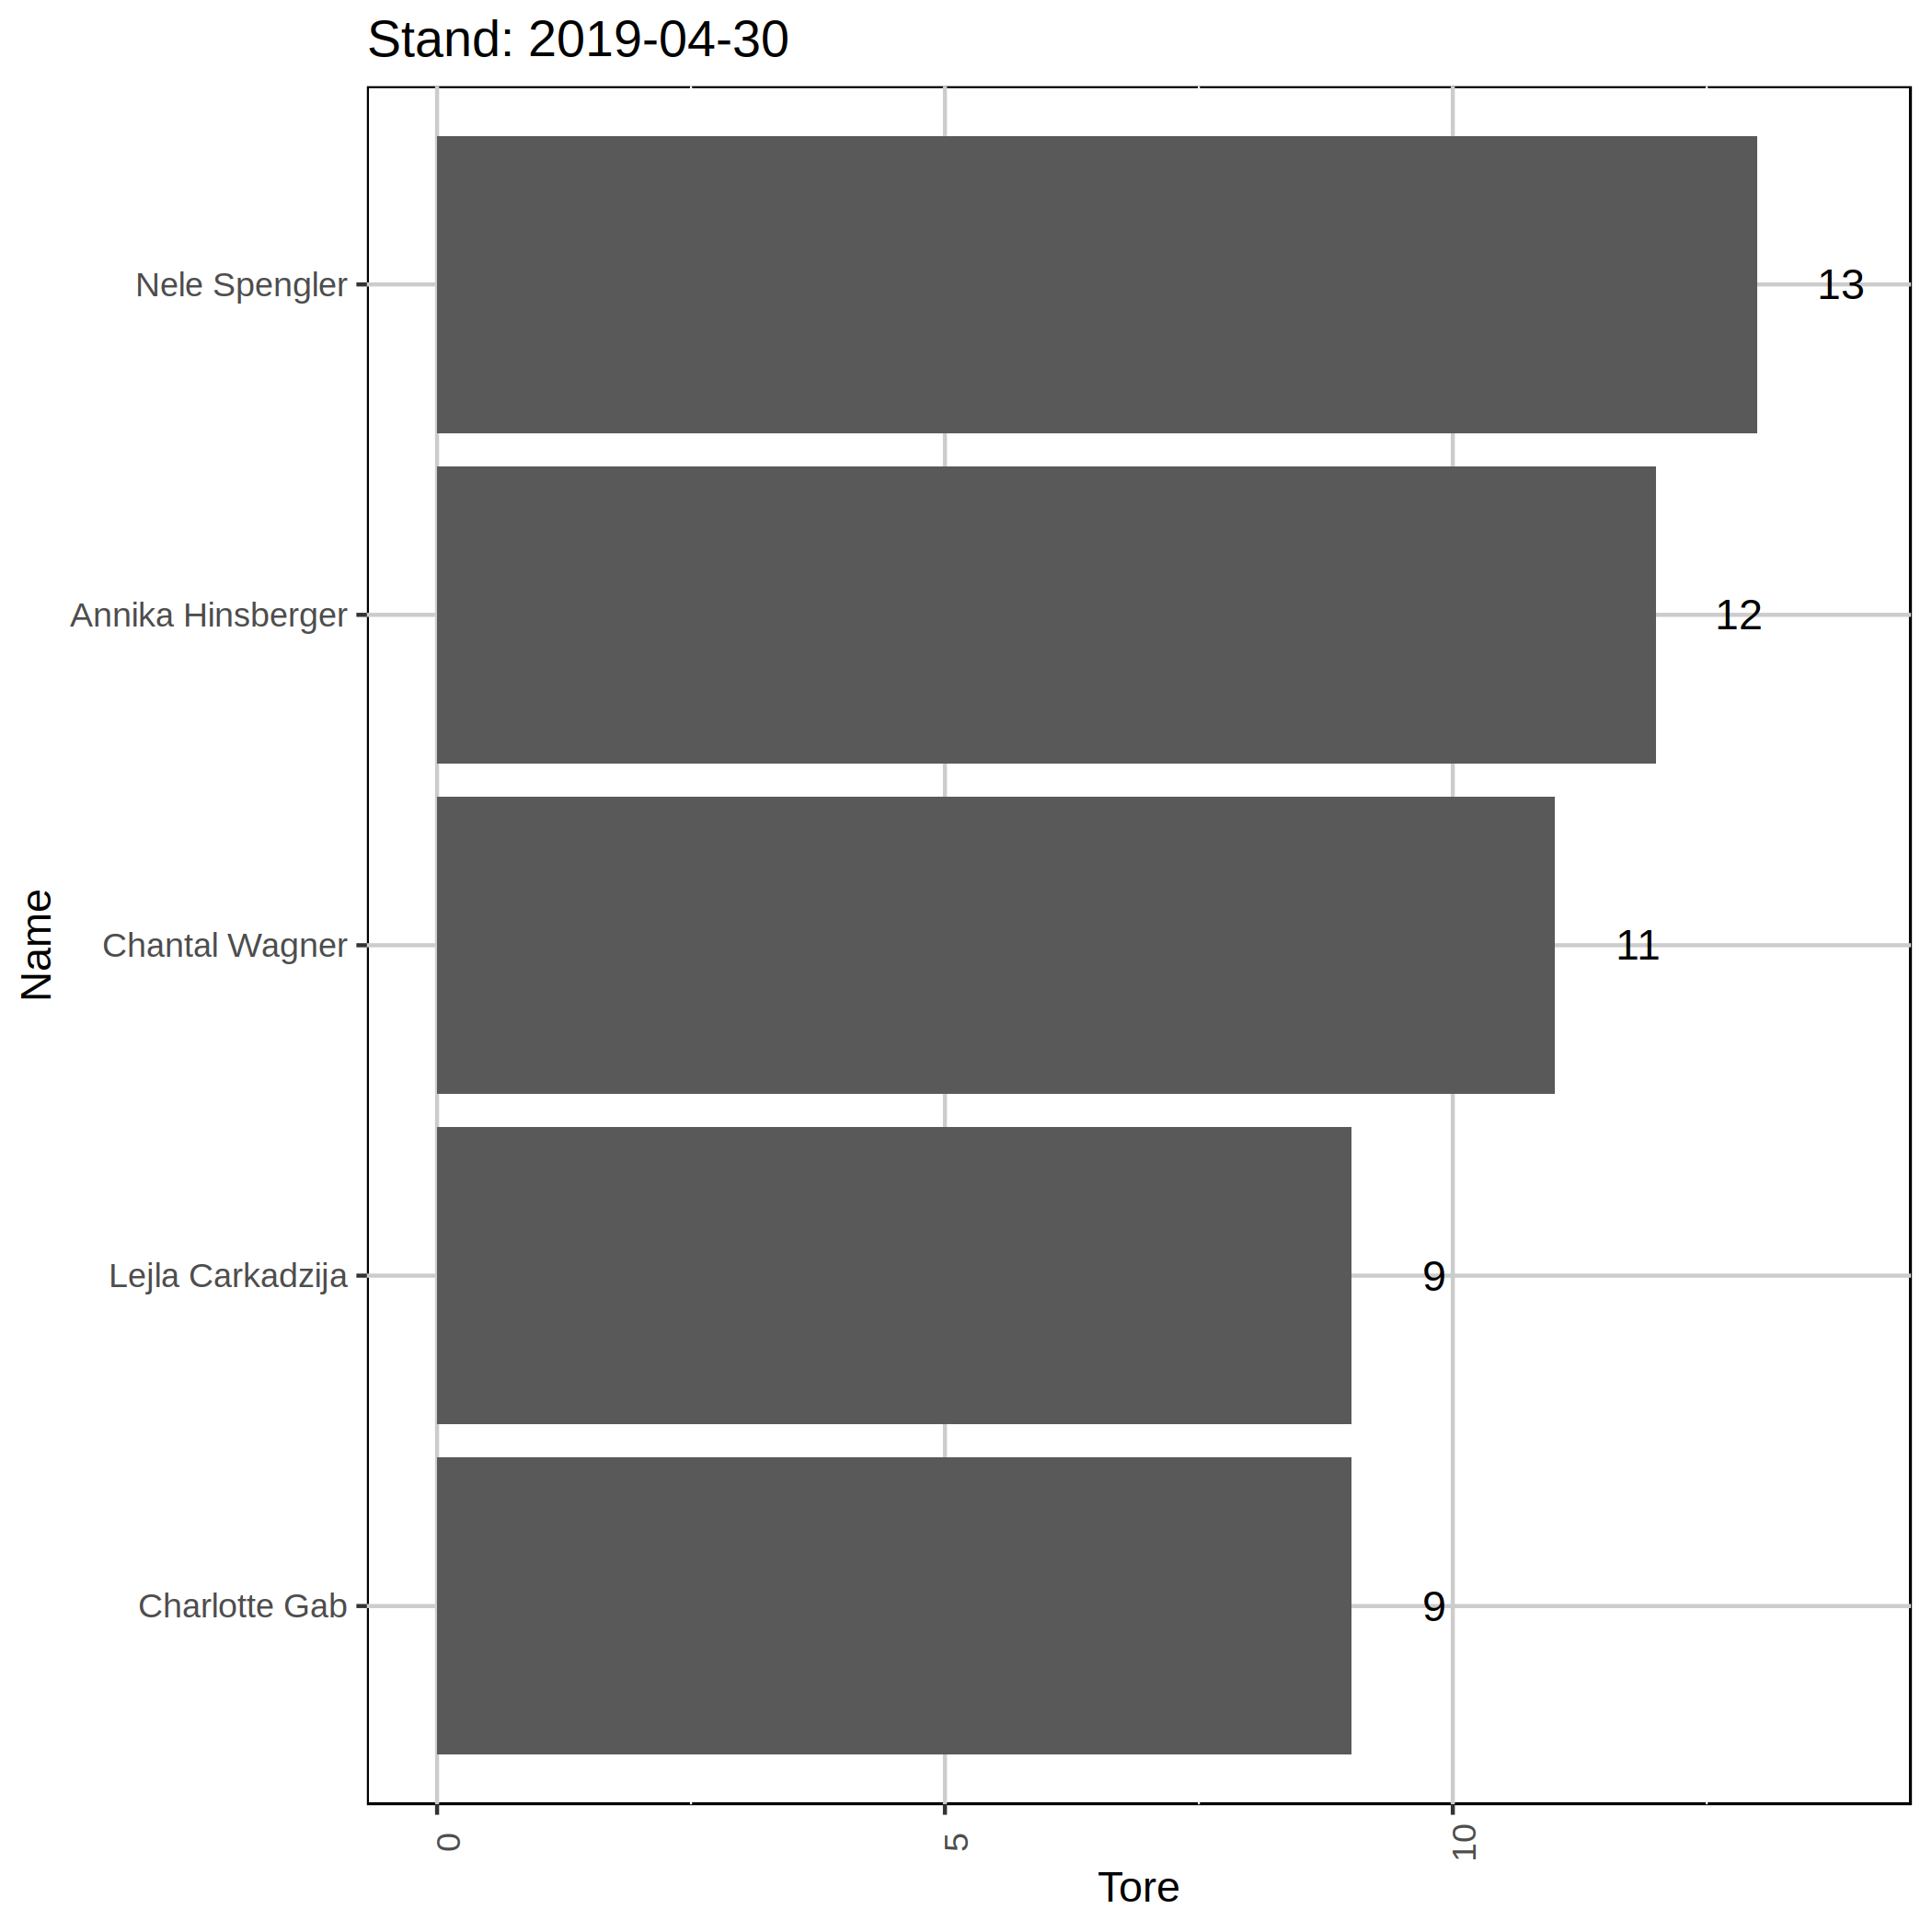 Stand: 2019-04-30
Nele Spengler
13
Annika Hinsberger
12
Chantal Wagner
11
Lejla Carkadzija
9
Charlotte Gab
9
Name
0
5
10
Tore